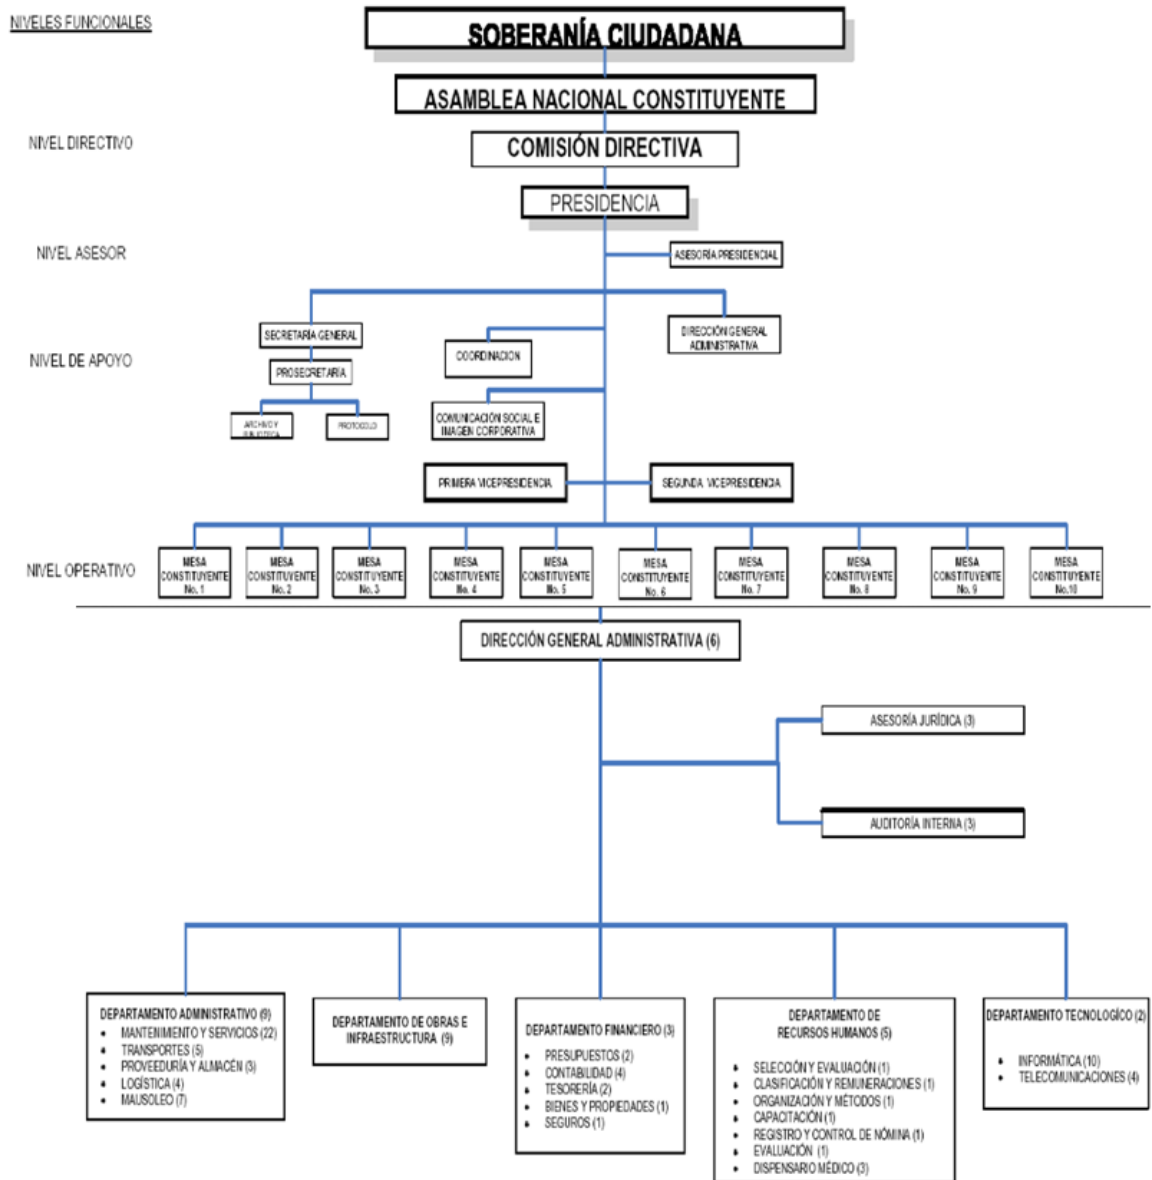 NIVELES FUNCIONALES
SOBERANÍA CIUDADANA
ASAMBLEA NACIONAL CONSTITUYENTE
NIVEL DIRECTIVO
COMISIÓN DIRECTIVA
PRESIDENCIA
NIVEL ASESOR
ASESORÍA PRESIDENCIAL
SECRETARÍA GENERAL
COORDINACION
DIRECCIÓN GENERAL
ADMINISTRATIVA
NIVEL DE APOYO
PROSECRETARÍA
ARCHIVO Y
BIBLIOTECA
PROTOCOLO
COMUNICACIÓN SOCIAL E
IMAGEN CORPORATIVA
PRIMERA VICEPRESIDENCIA
SEGUNDA VICEPRESIDENCIA
NIVEL OPERATIVO
MESA
CONSTITUYENTE
No. 1
MESA
CONSTITUYENTE
No. 2
MESA
CONSTITUYENTE
No. 3
MESA
CONSTITUYENTE
No. 4
MESA
CONSTITUYENTE
No. 5
MESA
CONSTITUYENTE
No. 6
MESA
CONSTITUYENTE
No. 7
MESA
CONSTITUYENTE
No. 8
MESA
CONSTITUYENTE
No. 9
MESA
CONSTITUYENTE
No.10
DIRECCIÓN GENERAL ADMINISTRATIVA (6)
ASESORÍA JURÍDICA (3)
AUDITORÍA INTERNA (3)
DEPARTAMENTO ADMINISTRATIVO (9)
• MANTENIMIENTO Y SERVICIOS (22)
• TRANSPORTES (5)
• PROVEEDURÍA Y ALMACÉN (3)
• LOGÍSTICA (4)
• MAUSOLEO (7)
DEPARTAMENTO DE OBRAS E
INFRAESTRUCTURA (9)
DEPARTAMENTO FINANCIERO (3)
• PRESUPUESTOS (2)
• CONTABILIDAD (4)
• TESORERÍA (2)
• BIENES Y PROPIEDADES (1)
• SEGUROS (1)
DEPARTAMENTO DE
RECURSOS HUMANOS (5)
• SELECCIÓN Y EVALUACIÓN (1)
• CLASIFICACIÓN Y REMUNERACIONES (1)
• ORGANIZACIÓN Y MÉTODOS (1)
• CAPACITACIÓN (1)
• REGISTRO Y CONTROL DE NÓMINA (1)
• EVALUACIÓN (1)
• DISPENSARIO MÉDICO (3)
DEPARTAMENTO TECNOLOGÍCO (2)
• INFORMÁTICA (10)
• TELECOMUNICACIONES (4)